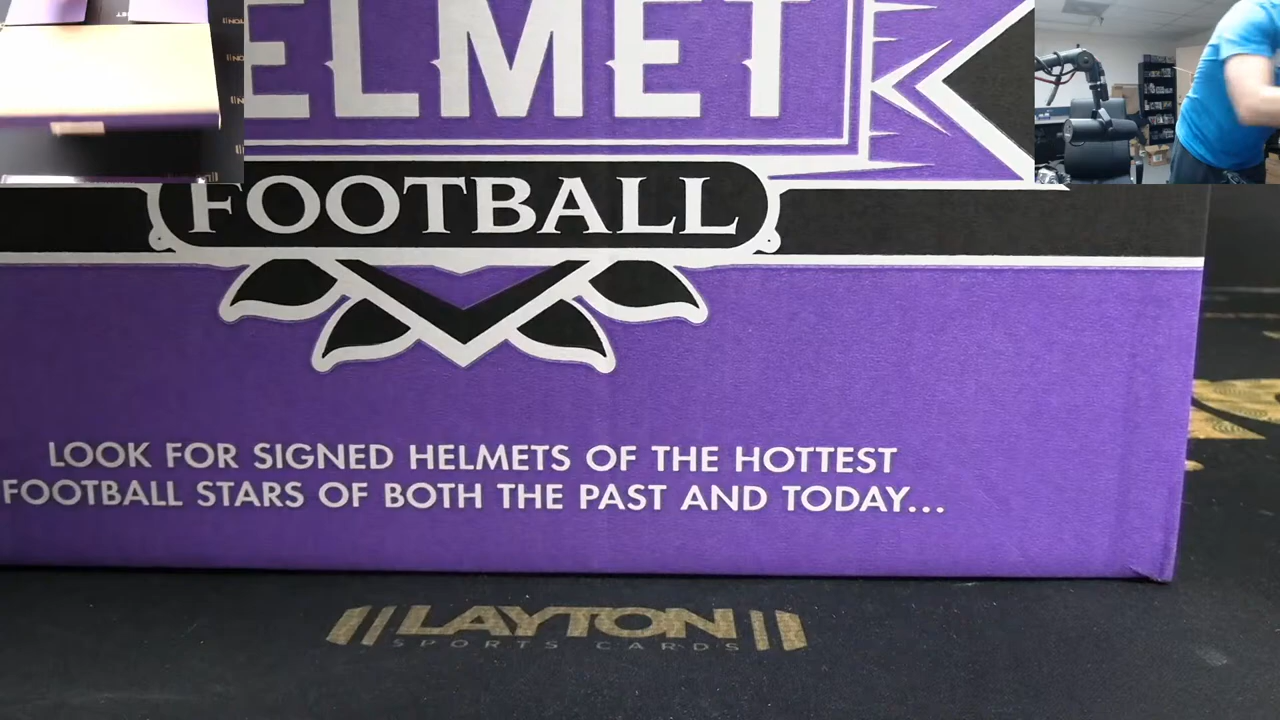 ELMET
FOOTBALL
LOOK FOR SIGNED HELMETS OF THE HOTTEST
FOOTBALL STARS OF BOTH THE PAST AND TODAY...
LAYTON
SPORTS CARDS